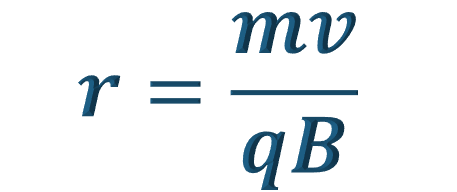 r = mv / qB